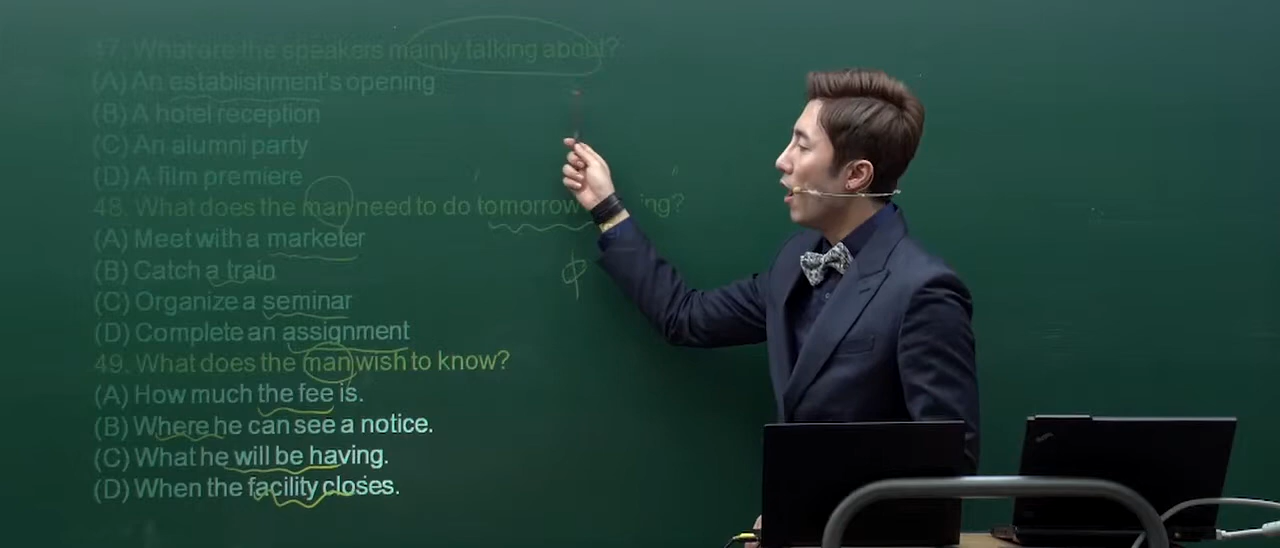 47. What are the speakers mainly talking about?
(A) An establishment's opening
(B) A hotel reception
(C) An alumni party
(D) A film premiere
48. What does the man need to do tomorrow ing?
(A) Meet with a marketer
(B) Catch a train
(C) Organize a seminar
(D) Complete an assignment
49. What does the man wish to know?
(A) How much the fee is.
(B) Where he can see a notice.
(C) What he will be having.
(D) When the facility closes.